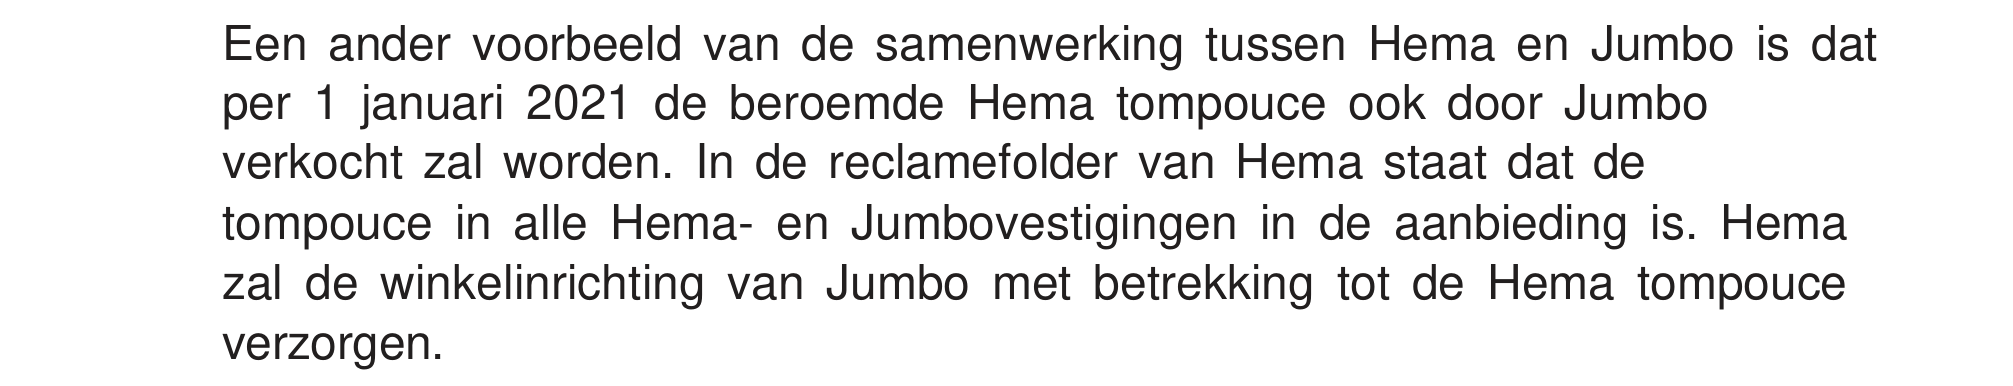 Een ander voorbeeld van de samenwerking tussen Hema en Jumbo is dat
per 1 januari 2021 de beroemde Hema tompouce ook door Jumbo
verkocht zal worden. In de reclamefolder van Hema staat dat de
tompouce in alle Hema- en Jumbovestigingen in de aanbieding is. Hema
zal de winkelinrichting van Jumbo met betrekking tot de Hema tompouce
verzorgen.